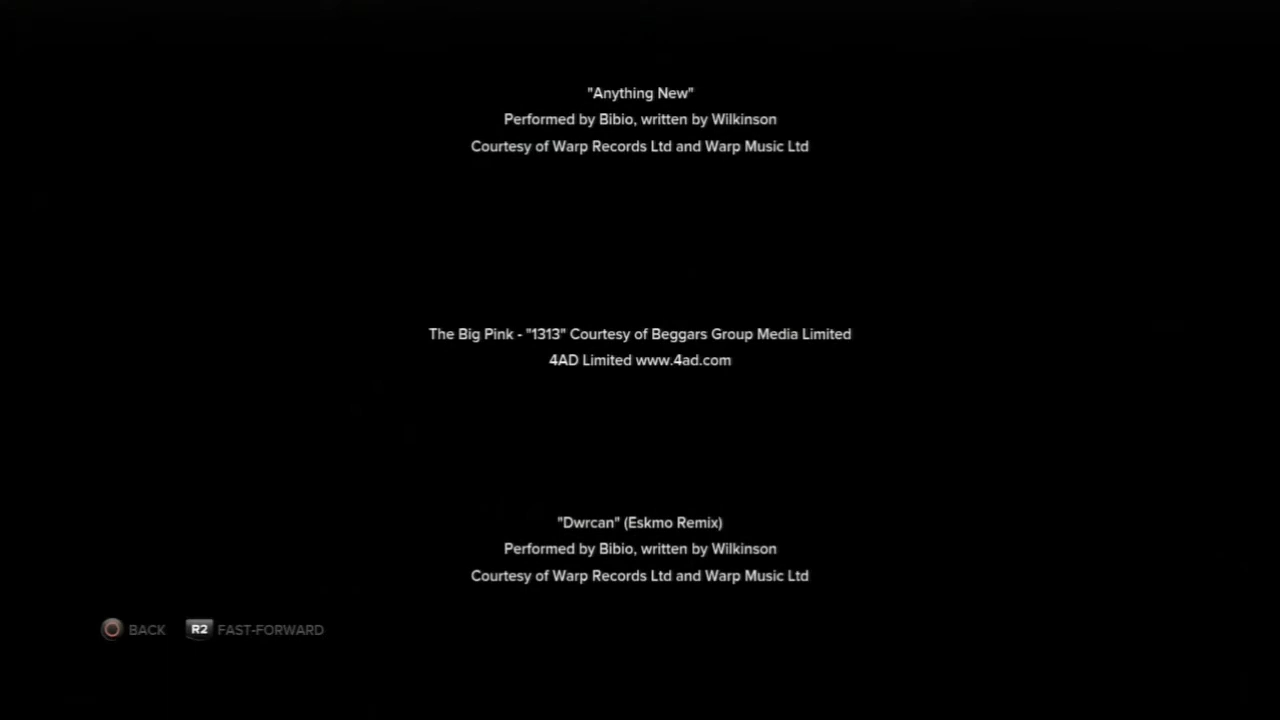 "Anything New"
Performed by Bibio, written by Wilkinson
Courtesy of Warp Records Ltd and Warp Music Ltd
The Big Pink - "1313" Courtesy of Beggars Group Media Limited
4AD Limited www.4ad.com
"Dwrcan" (Eskmo Remix)
Performed by Bibio, written by Wilkinson
Courtesy of Warp Records Ltd and Warp Music Ltd
BACK R2 FAST-FORWARD